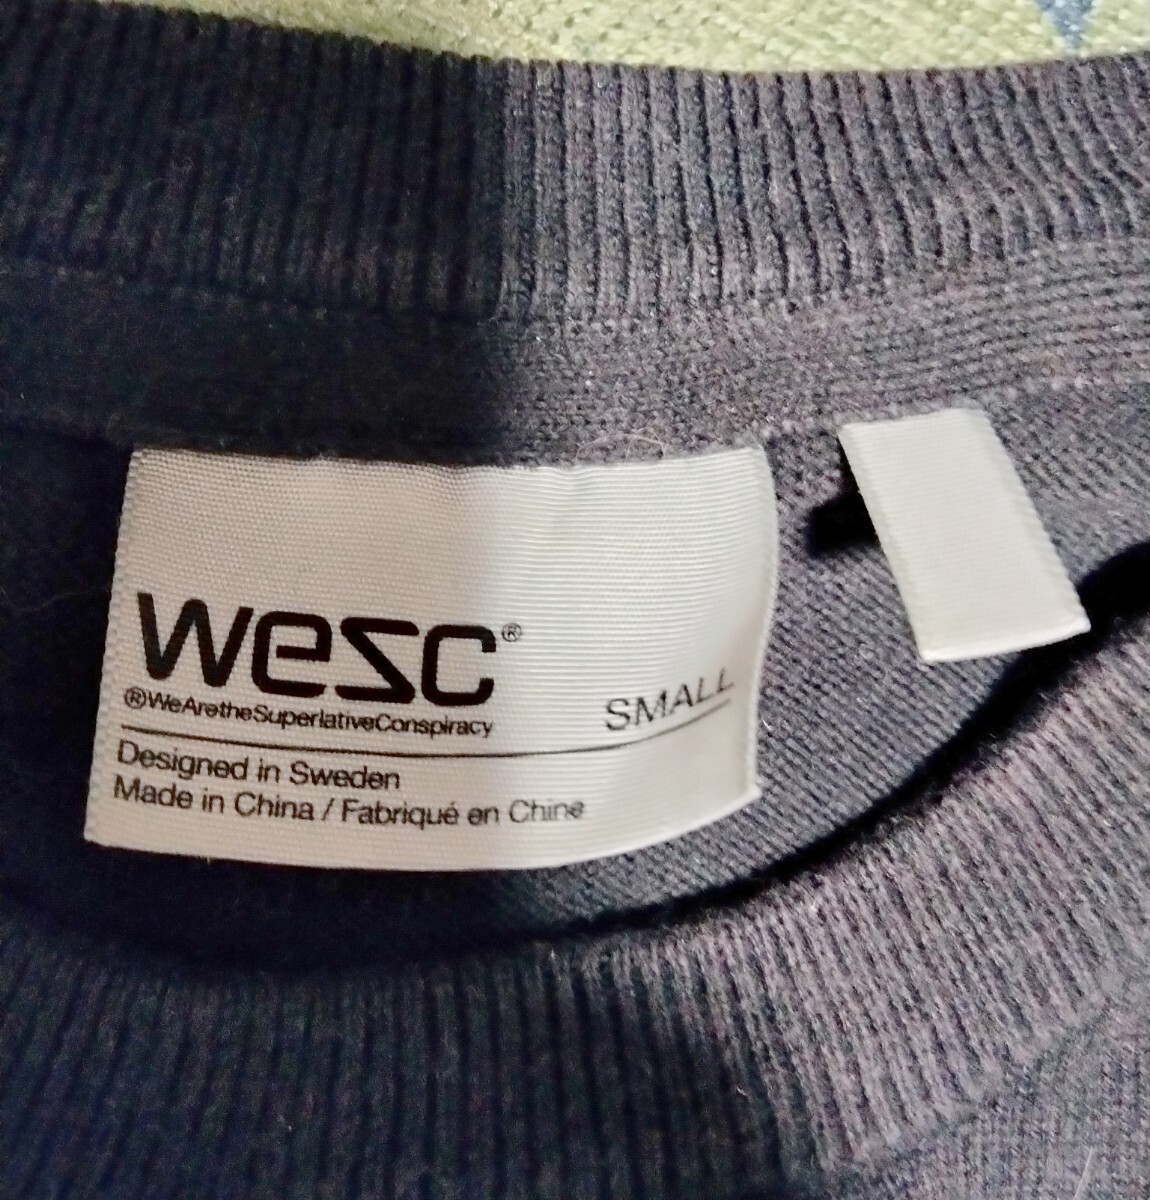 wesc®
®WeAretheSuperlativeConspiracy
SMALL
Designed in Sweden
Made in China / Fabriqué en Chine